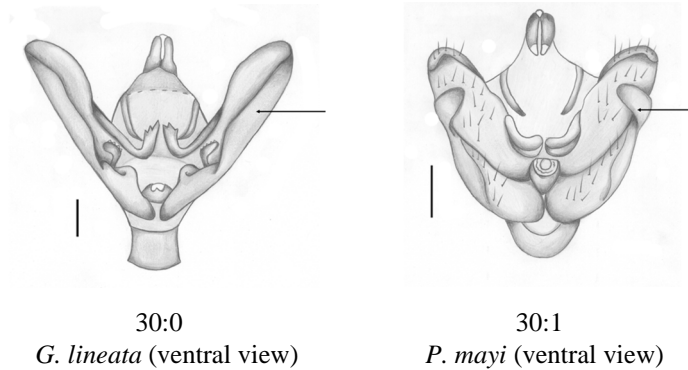 30:0
G. lineata (ventral view)
30:1
P. mayi (ventral view)